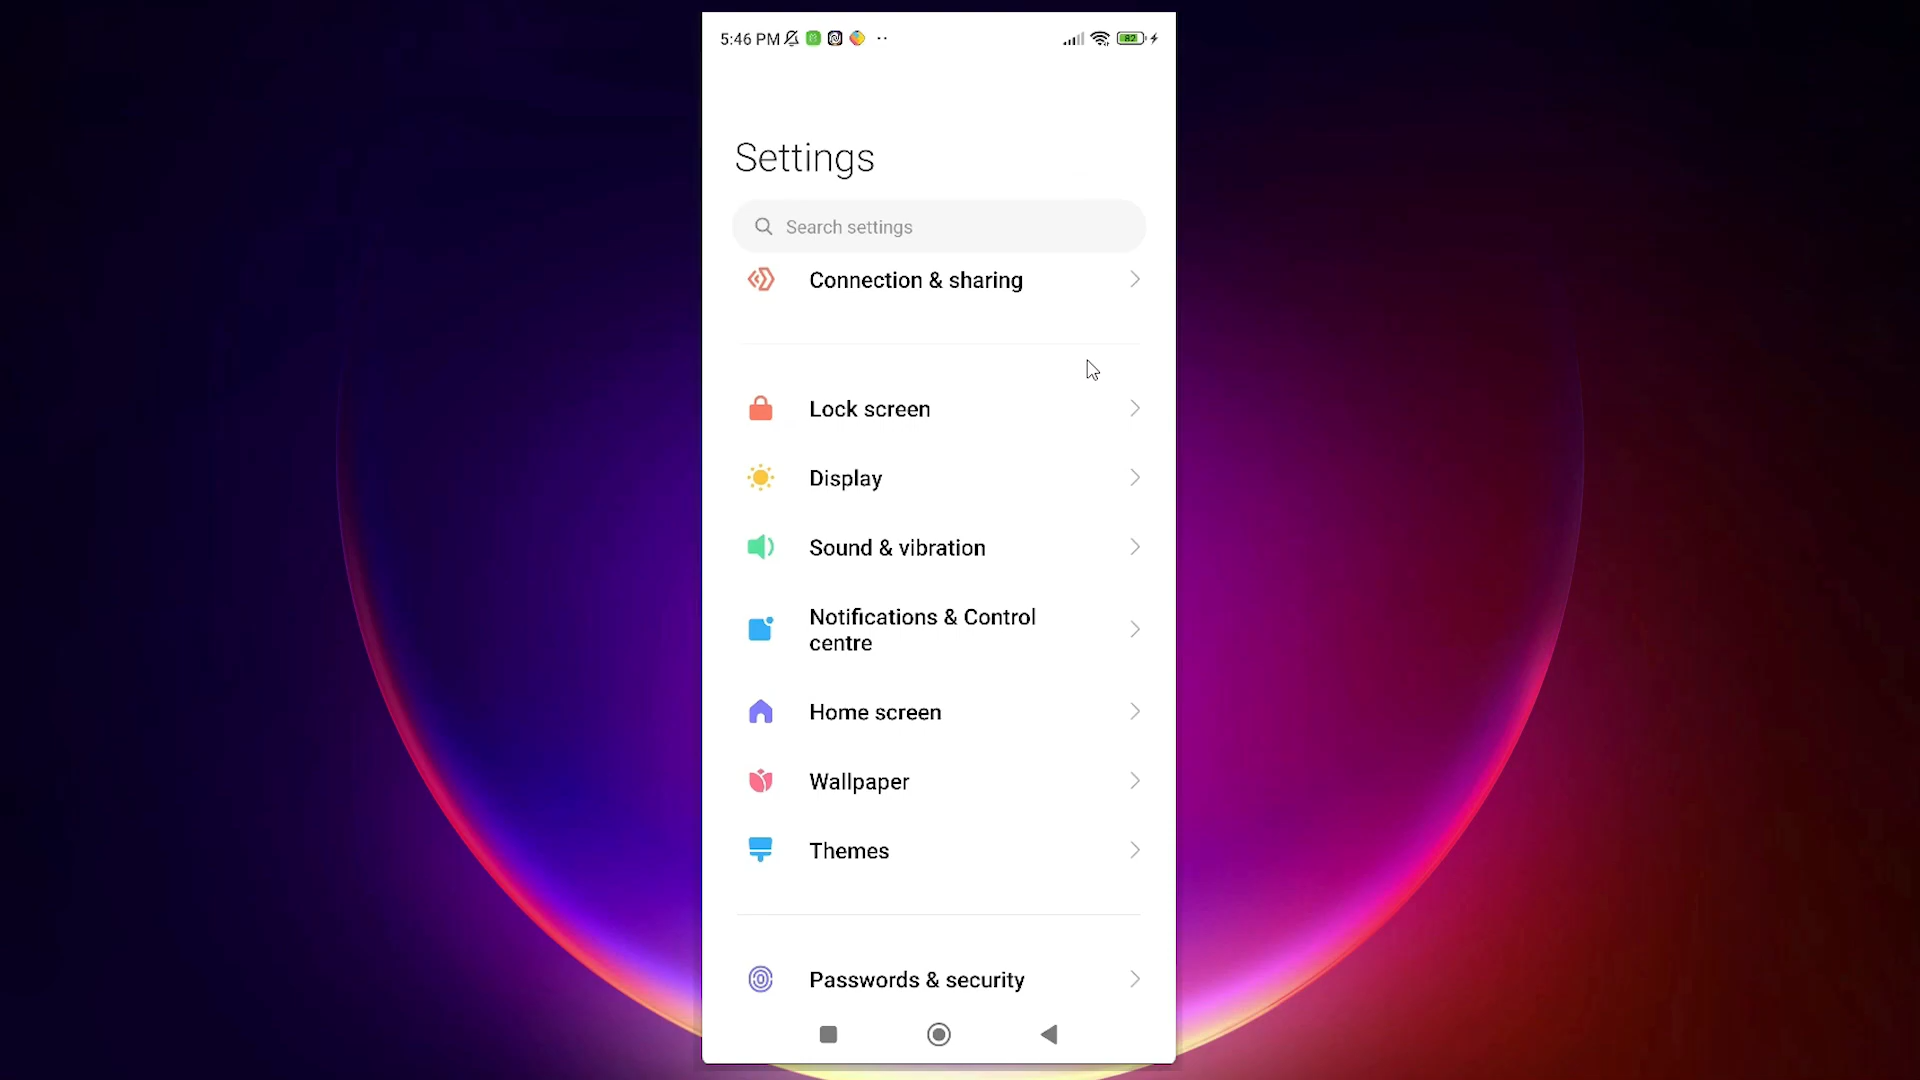 5:46 PM
82
Settings
Search settings
Connection & sharing
Lock screen
Display
Sound & vibration
Notifications & Control
centre
Home screen
Wallpaper
Themes
Passwords & security